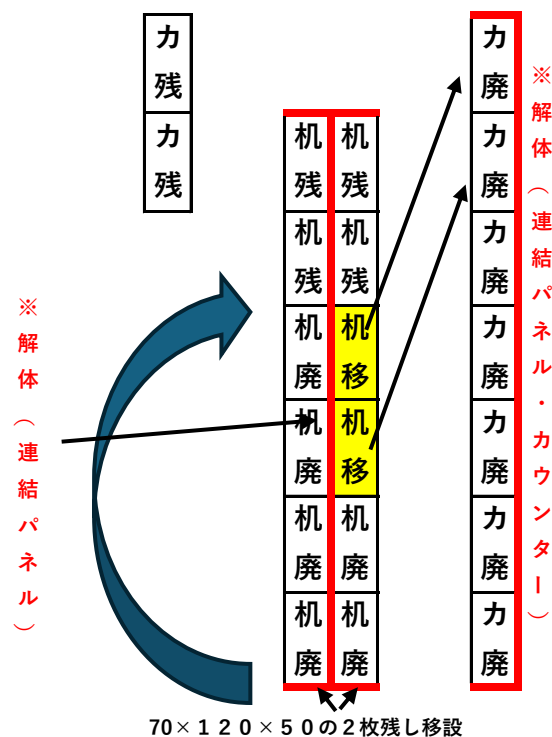 カ残
カ残
※解体（連結パネル）
机残
机残
机廃
机廃
机廃
机廃
机残
机残
机移
机移
机廃
机廃
カ廃
カ廃
カ廃
カ廃
カ廃
カ廃
カ廃
※解体（連結パネル・カウンター）
70×１２０×５０の２枚残し移設